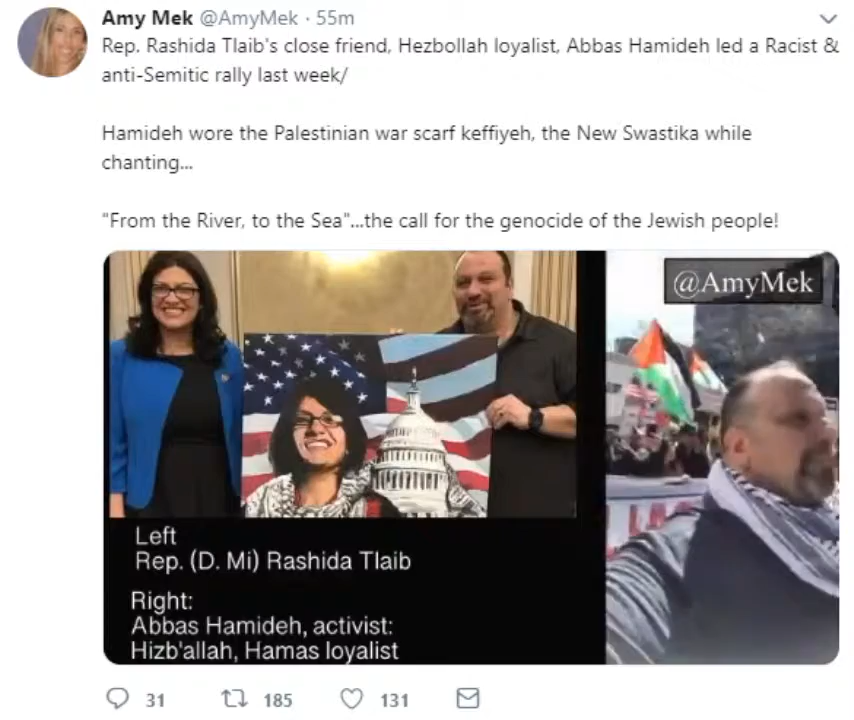 Amy Mek @AmyMek · 55m
Rep. Rashida Tlaib's close friend, Hezbollah loyalist, Abbas Hamideh led a Racist &
anti-Semitic rally last week/
Hamideh wore the Palestinian war scarf keffiyeh, the New Swastika while
chanting...
"From the River, to the Sea"...the call for the genocide of the Jewish people!
@AmyMek
Left
Rep. (D. Mi) Rashida Tlaib
Right:
Abbas Hamideh, activist:
Hizb'allah, Hamas loyalist
31 185 131